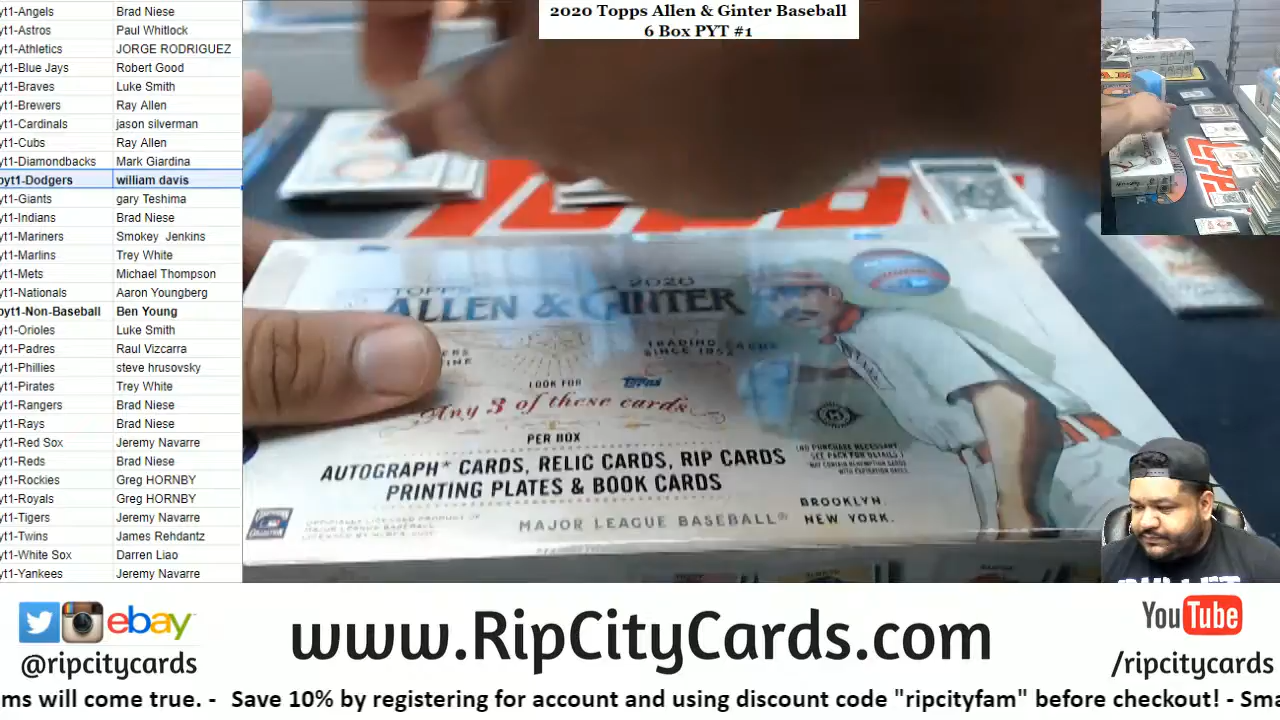 yt1-Angels Brad Niese
yt1-Astros Paul Whitlock
yt1-Athletics JORGE RODRIGUEZ
yt1-Blue Jays Robert Good
yt1-Braves Luke Smith
yt1-Brewers Ray Allen
yt1-Cardinals jason silverman
yt1-Cubs Ray Allen
yt1-Diamondbacks Mark Giardina
pyt1-Dodgers william davis
yt1-Giants gary Teshima
yt1-Indians Brad Niese
yt1-Mariners Smokey Jenkins
yt1-Marlins Trey White
yt1-Mets Michael Thompson
yt1-Nationals Aaron Youngberg
pyt1-Non-Baseball Ben Young
yt1-Orioles Luke Smith
yt1-Padres Raul Vizcarra
yt1-Phillies steve hrusovsky
yt1-Pirates Trey White
yt1-Rangers Brad Niese
yt1-Rays Brad Niese
yt1-Red Sox Jeremy Navarre
yt1-Reds Brad Niese
yt1-Rockies Greg HORNBY
yt1-Royals Greg HORNBY
yt1-Tigers Jeremy Navarre
yt1-Twins James Rehdantz
yt1-White Sox Darren Liao
yt1-Yankees Jeremy Navarre
2020 Topps Allen & Ginter Baseball
6 Box PYT #1
2020
ALLEN & GINTER
TRADING CARDS
SINCE 1952
LOOK FOR
Topps
Any 3 of these cards
PER BOX
AUTOGRAPH* CARDS, RELIC CARDS, RIP CARDS
PRINTING PLATES & BOOK CARDS
(NO PURCHASE NECESSARY
SEE PACK FOR DETAILS.)
BROOKLYN,
NEW YORK.
MAJOR LEAGUE BASEBALL®
ebay
@ripcitycards
www.RipCityCards.com
YouTube
/ripcitycards
ms will come true. - Save 10% by registering for account and using discount code "ripcityfam" before checkout! - Sma